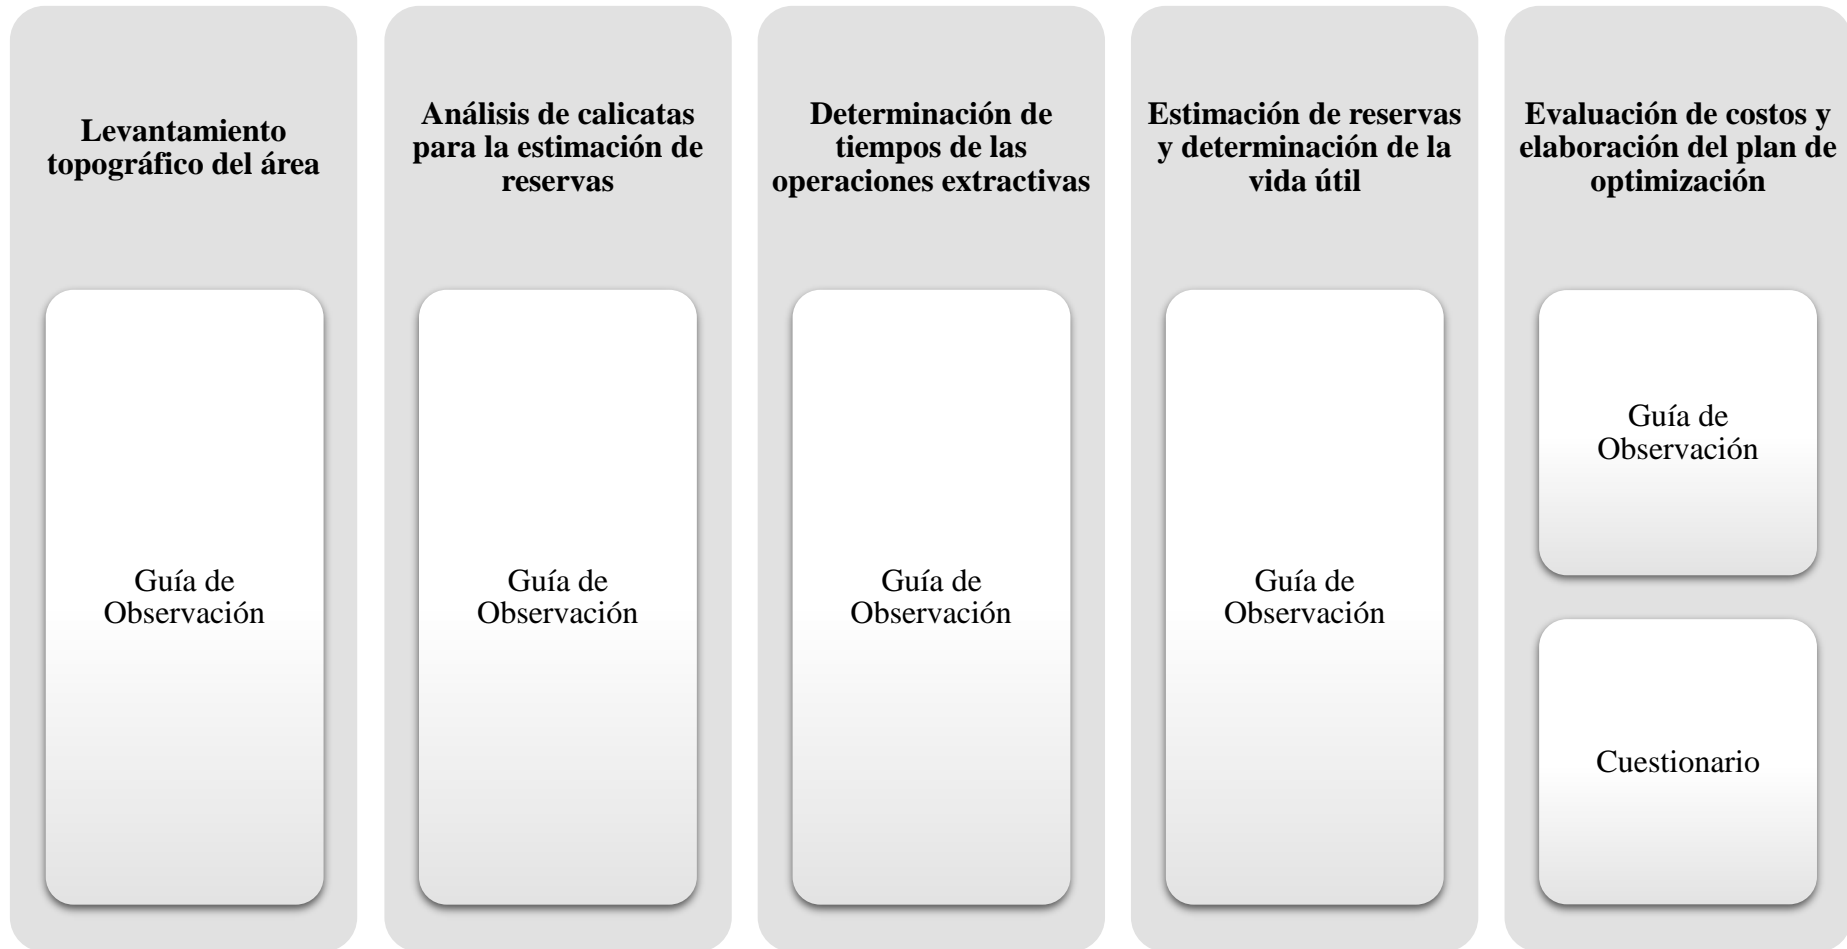 Levantamiento
topográfico del área
Guía de
Observación
Análisis de calicatas
para la estimación de
reservas
Guía de
Observación
Determinación de
tiempos de las
operaciones extractivas
Guía de
Observación
Estimación de reservas
y determinación de la
vida útil
Guía de
Observación
Evaluación de costos y
elaboración del plan de
optimización
Guía de
Observación
Cuestionario